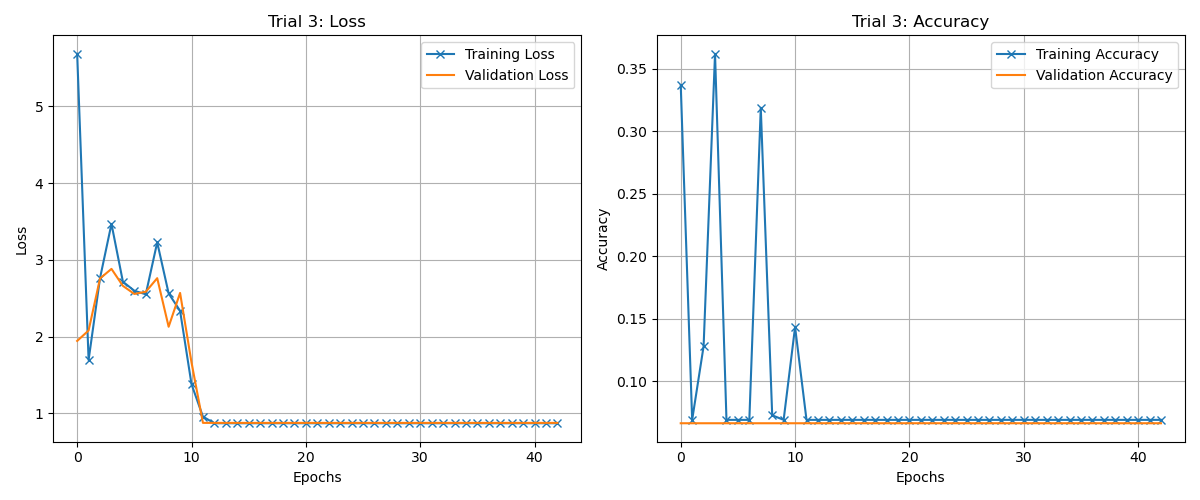 Trial 3: Loss
Training Loss
Validation Loss
5
4
3
2
1
Loss
0
10
20
30
40
Epochs
Trial 3: Accuracy
Training Accuracy
Validation Accuracy
0.35
0.30
0.25
0.20
0.15
0.10
Accuracy
0
10
20
30
40
Epochs